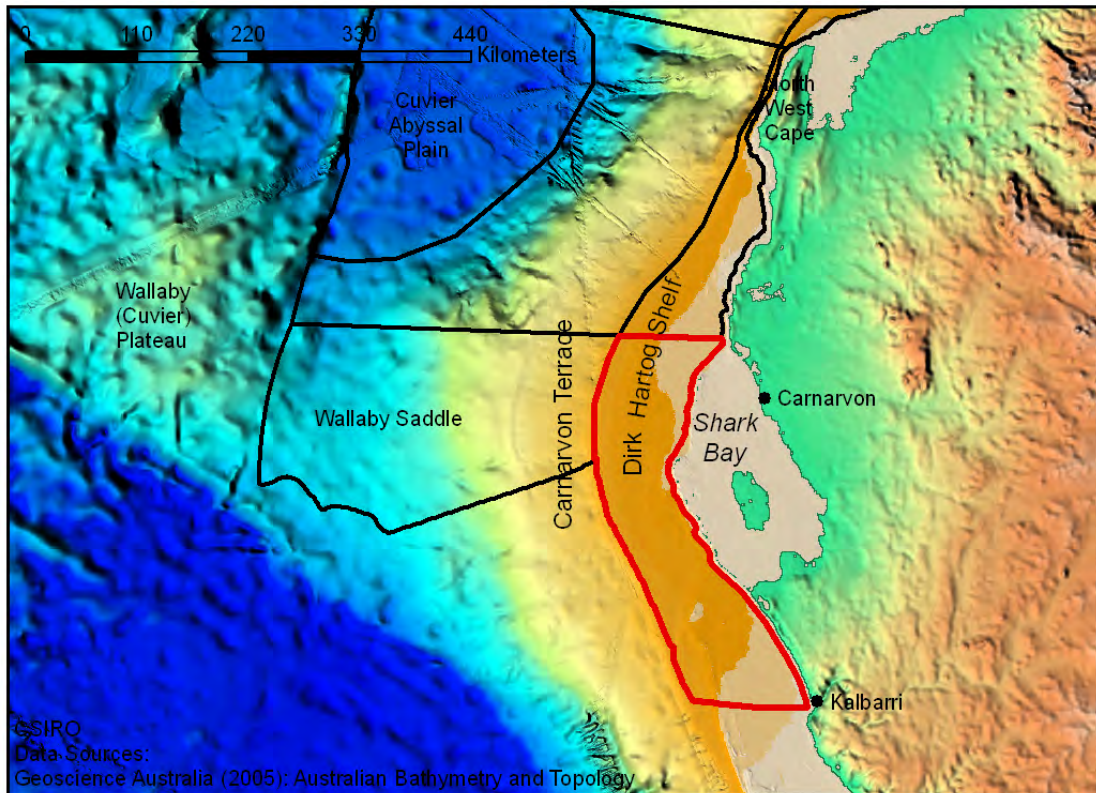 0 110 220 330 440
Kilometers
Cuvier
Abyssal
Plain
North
West
Cape
Wallaby
(Cuvier)
Plateau
Wallaby Saddle
Carnarvon Terrace
Dirk Hartog Shelf
Carnarvon
Shark
Bay
Kalbarri
CSIRO
Data Sources:
Geoscience Australia (2005): Australian Bathymetry and Topology